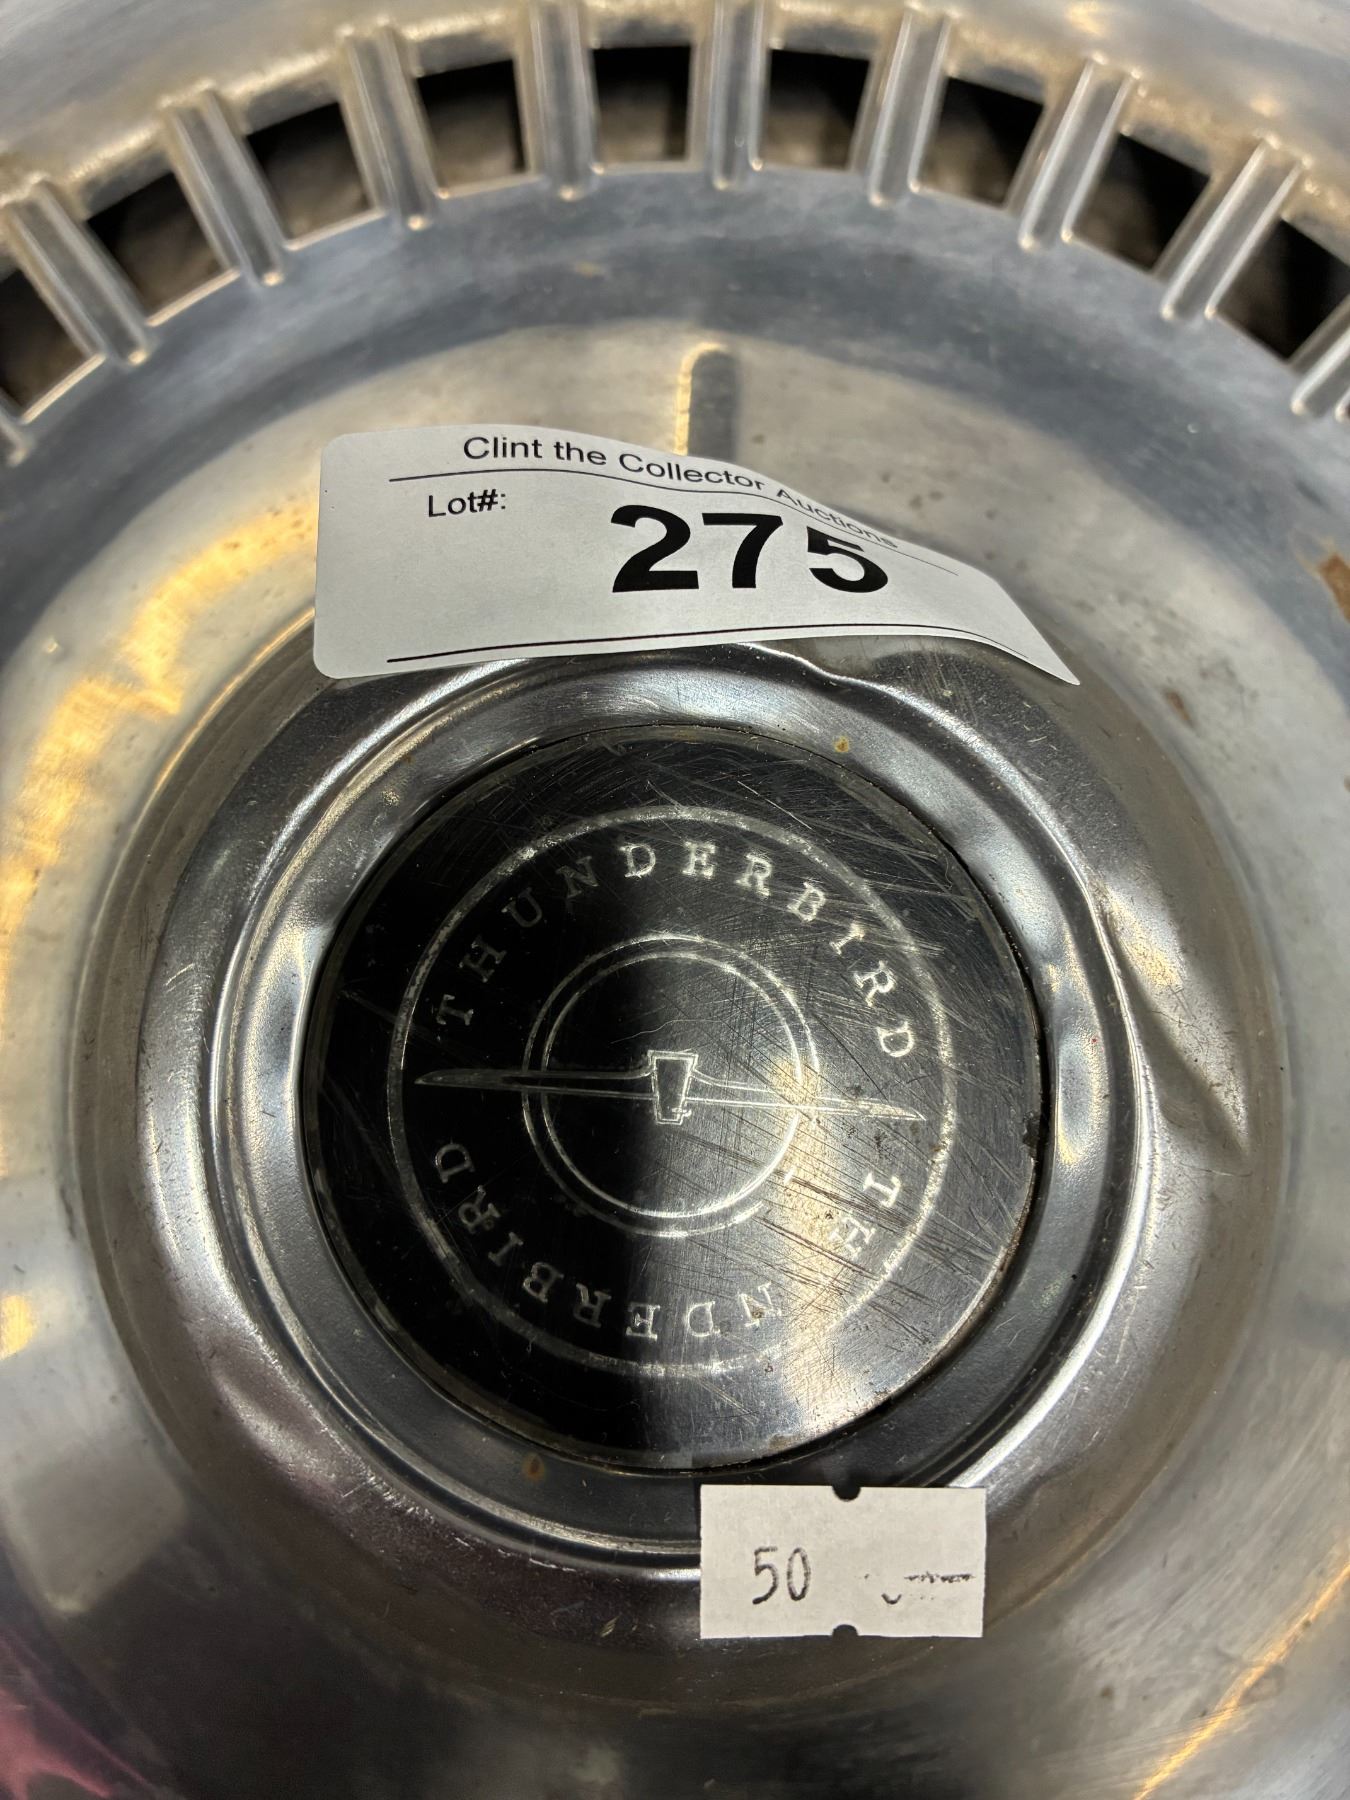 Clint the Collector Auctions
Lot#:
275
THUNDERBIRD
THUNDERBIRD
50